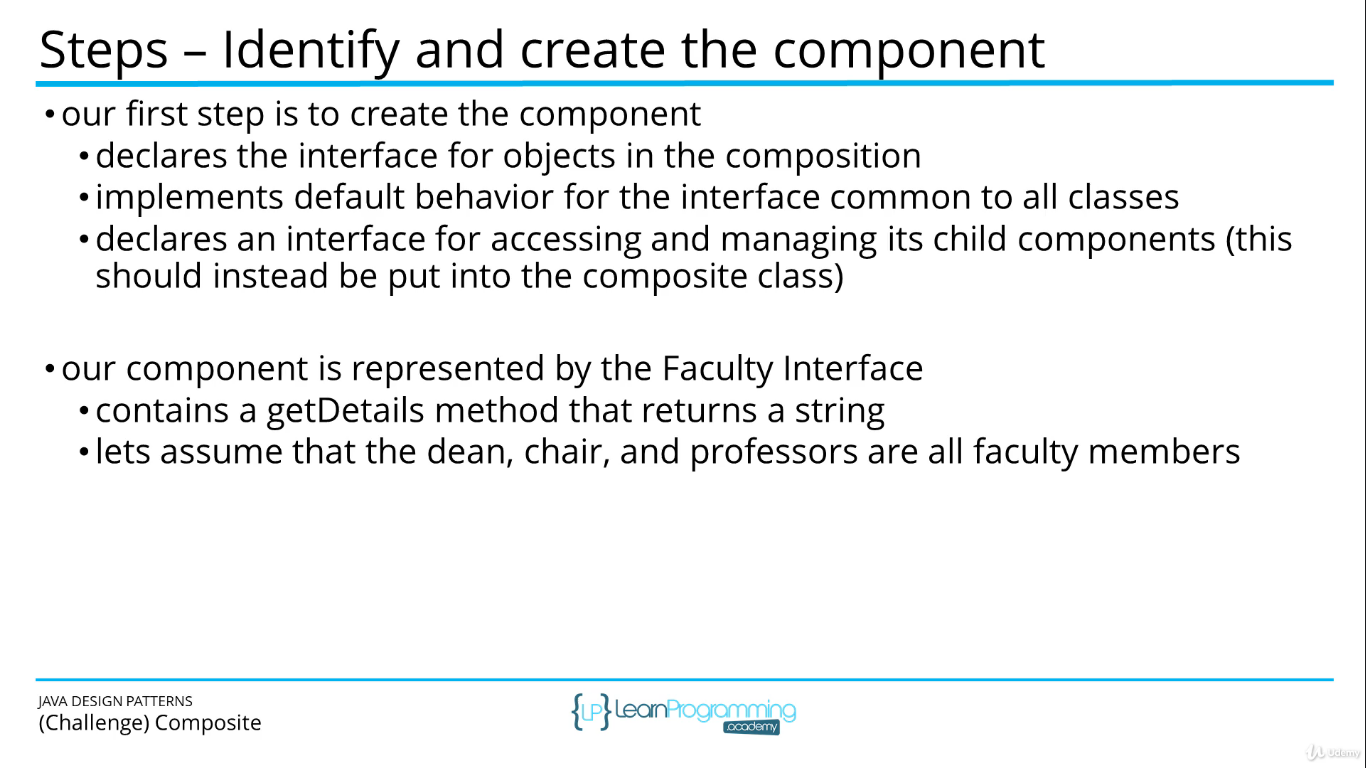 Steps – Identify and create the component
• our first step is to create the component
• declares the interface for objects in the composition
• implements default behavior for the interface common to all classes
• declares an interface for accessing and managing its child components (this
should instead be put into the composite class)
• our component is represented by the Faculty Interface
• contains a getDetails method that returns a string
• lets assume that the dean, chair, and professors are all faculty members
JAVA DESIGN PATTERNS
(Challenge) Composite
{LP} LearnProgramming
.academy
Udemy